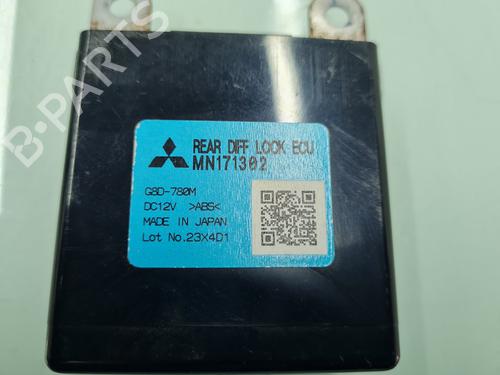 REAR DIFF LOCK ECU
MN171302
G8D-780M
DC12V >ABS<
MADE IN JAPAN
Lot No.23X4D1
B-PARTS